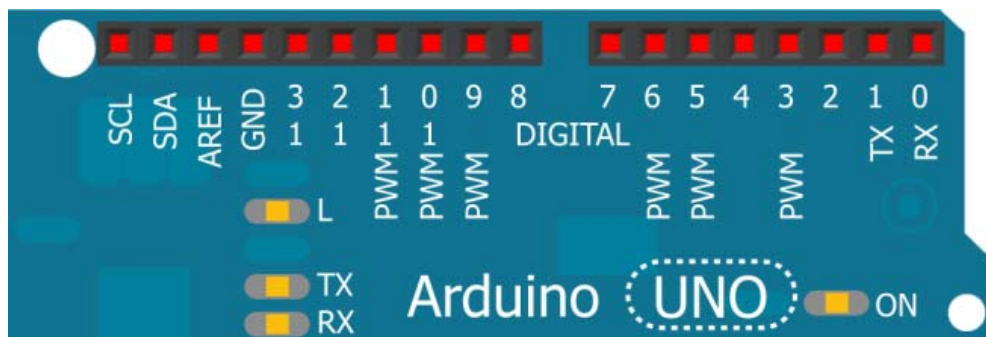 SCL SDA AREF GND 3 2 1 0 9 8 7 6 5 4 3 2 1 0
1 1 1 1 DIGITAL TX RX
PWM PWM PWM PWM PWM PWM
L
TX
RX
Arduino UNO ON